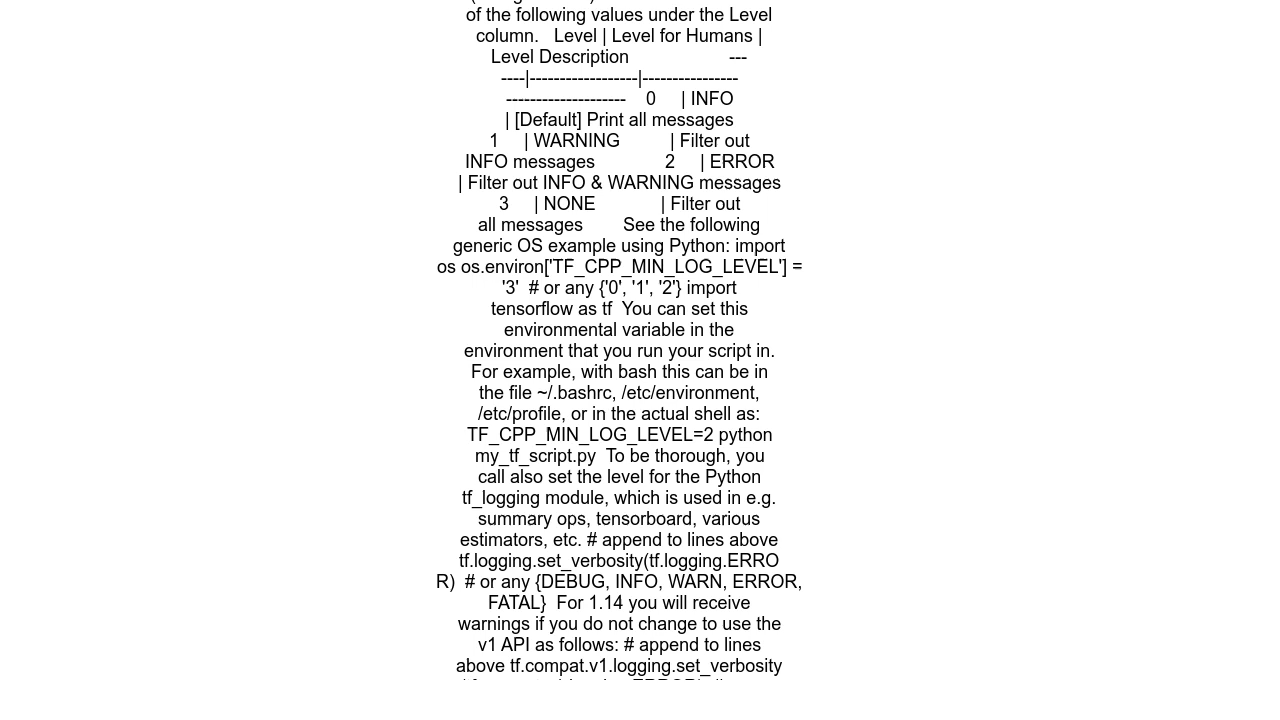 of the following values under the Level
column.   Level | Level for Humans |
Level Description                    ---
----|------------------|----------------
--------------------    0     | INFO
| [Default] Print all messages
1     | WARNING          | Filter out
INFO messages              2     | ERROR
| Filter out INFO & WARNING messages
3     | NONE             | Filter out
all messages        See the following
generic OS example using Python: import
os os.environ['TF_CPP_MIN_LOG_LEVEL'] =
'3'  # or any {'0', '1', '2'} import
tensorflow as tf  You can set this
environmental variable in the
environment that you run your script in.
For example, with bash this can be in
the file ~/.bashrc, /etc/environment,
/etc/profile, or in the actual shell as:
TF_CPP_MIN_LOG_LEVEL=2 python
my_tf_script.py  To be thorough, you
call also set the level for the Python
tf_logging module, which is used in e.g.
summary ops, tensorboard, various
estimators, etc. # append to lines above
tf.logging.set_verbosity(tf.logging.ERRO
R)  # or any {DEBUG, INFO, WARN, ERROR,
FATAL}  For 1.14 you will receive
warnings if you do not change to use the
v1 API as follows: # append to lines
above tf.compat.v1.logging.set_verbosity